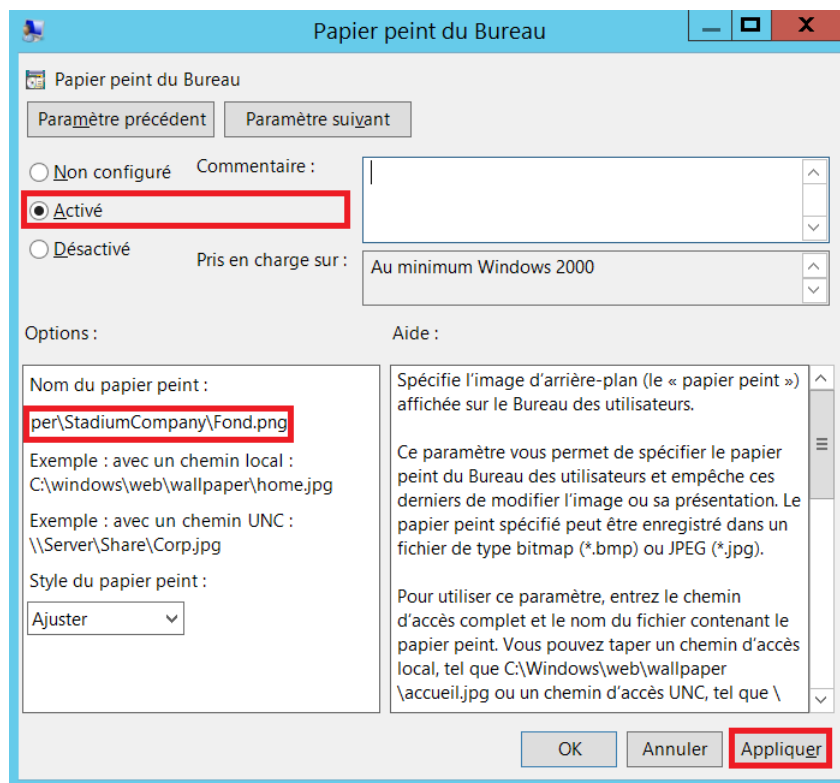 Papier peint du Bureau
Papier peint du Bureau
Paramètre précédent
Paramètre suivant
Non configuré
Commentaire :
Activé
Désactivé
Pris en charge sur :
Au minimum Windows 2000
Options :
Aide :
Nom du papier peint :
per\StadiumCompany\Fond.png
Exemple : avec un chemin local :
C:\windows\web\wallpaper\home.jpg
Exemple : avec un chemin UNC :
\\Server\Share\Corp.jpg
Style du papier peint :
Ajuster
Spécifie l’image d’arrière-plan (le « papier peint »)
affichée sur le Bureau des utilisateurs.
Ce paramètre vous permet de spécifier le papier
peint du Bureau des utilisateurs et empêche ces
derniers de modifier l’image ou sa présentation. Le
papier peint spécifié peut être enregistré dans un
fichier de type bitmap (*.bmp) ou JPEG (*.jpg).
Pour utiliser ce paramètre, entrez le chemin
d’accès complet et le nom du fichier contenant le
papier peint. Vous pouvez taper un chemin d’accès
local, tel que C:\Windows\web\wallpaper
\accueil.jpg ou un chemin d’accès UNC, tel que \
OK
Annuler
Appliquer